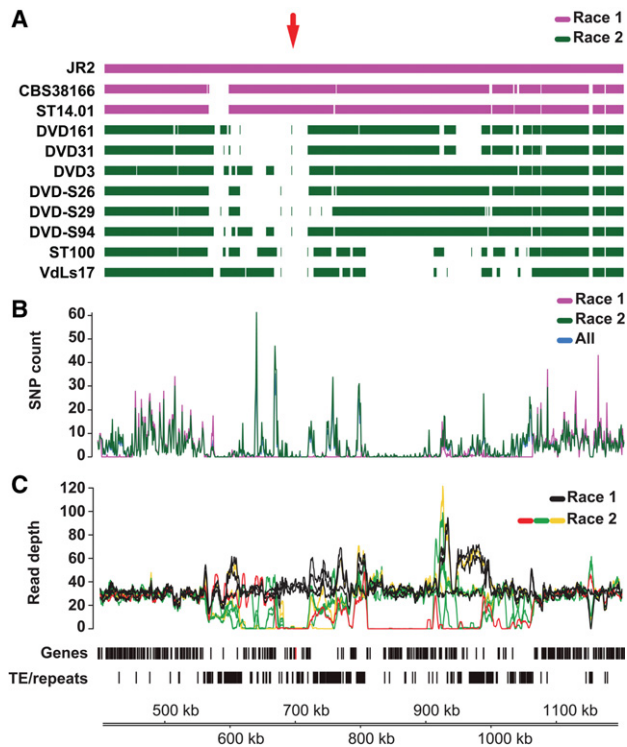 A
Race 1
Race 2
JR2
CBS38166
ST14.01
DVD161
DVD31
DVD3
DVD-S26
DVD-S29
DVD-S94
ST100
VdLs17
B
Race 1
Race 2
All
SNP count
60
50
40
30
20
10
0
C
Race 1
Race 2
Read depth
120
100
80
60
40
20
0
Genes
TE/repeats
500 kb
700 kb
900 kb
1100 kb
600 kb
800 kb
1000 kb
1200 kb